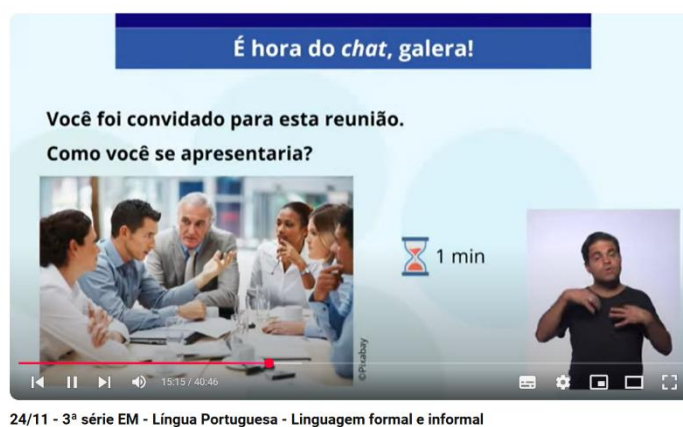 É hora do chat, galera!
Você foi convidado para esta reunião.
Como você se apresentaria?
1 min
©Pixabay
15:15 / 40:46
24/11 - 3ª série EM - Língua Portuguesa - Linguagem formal e informal